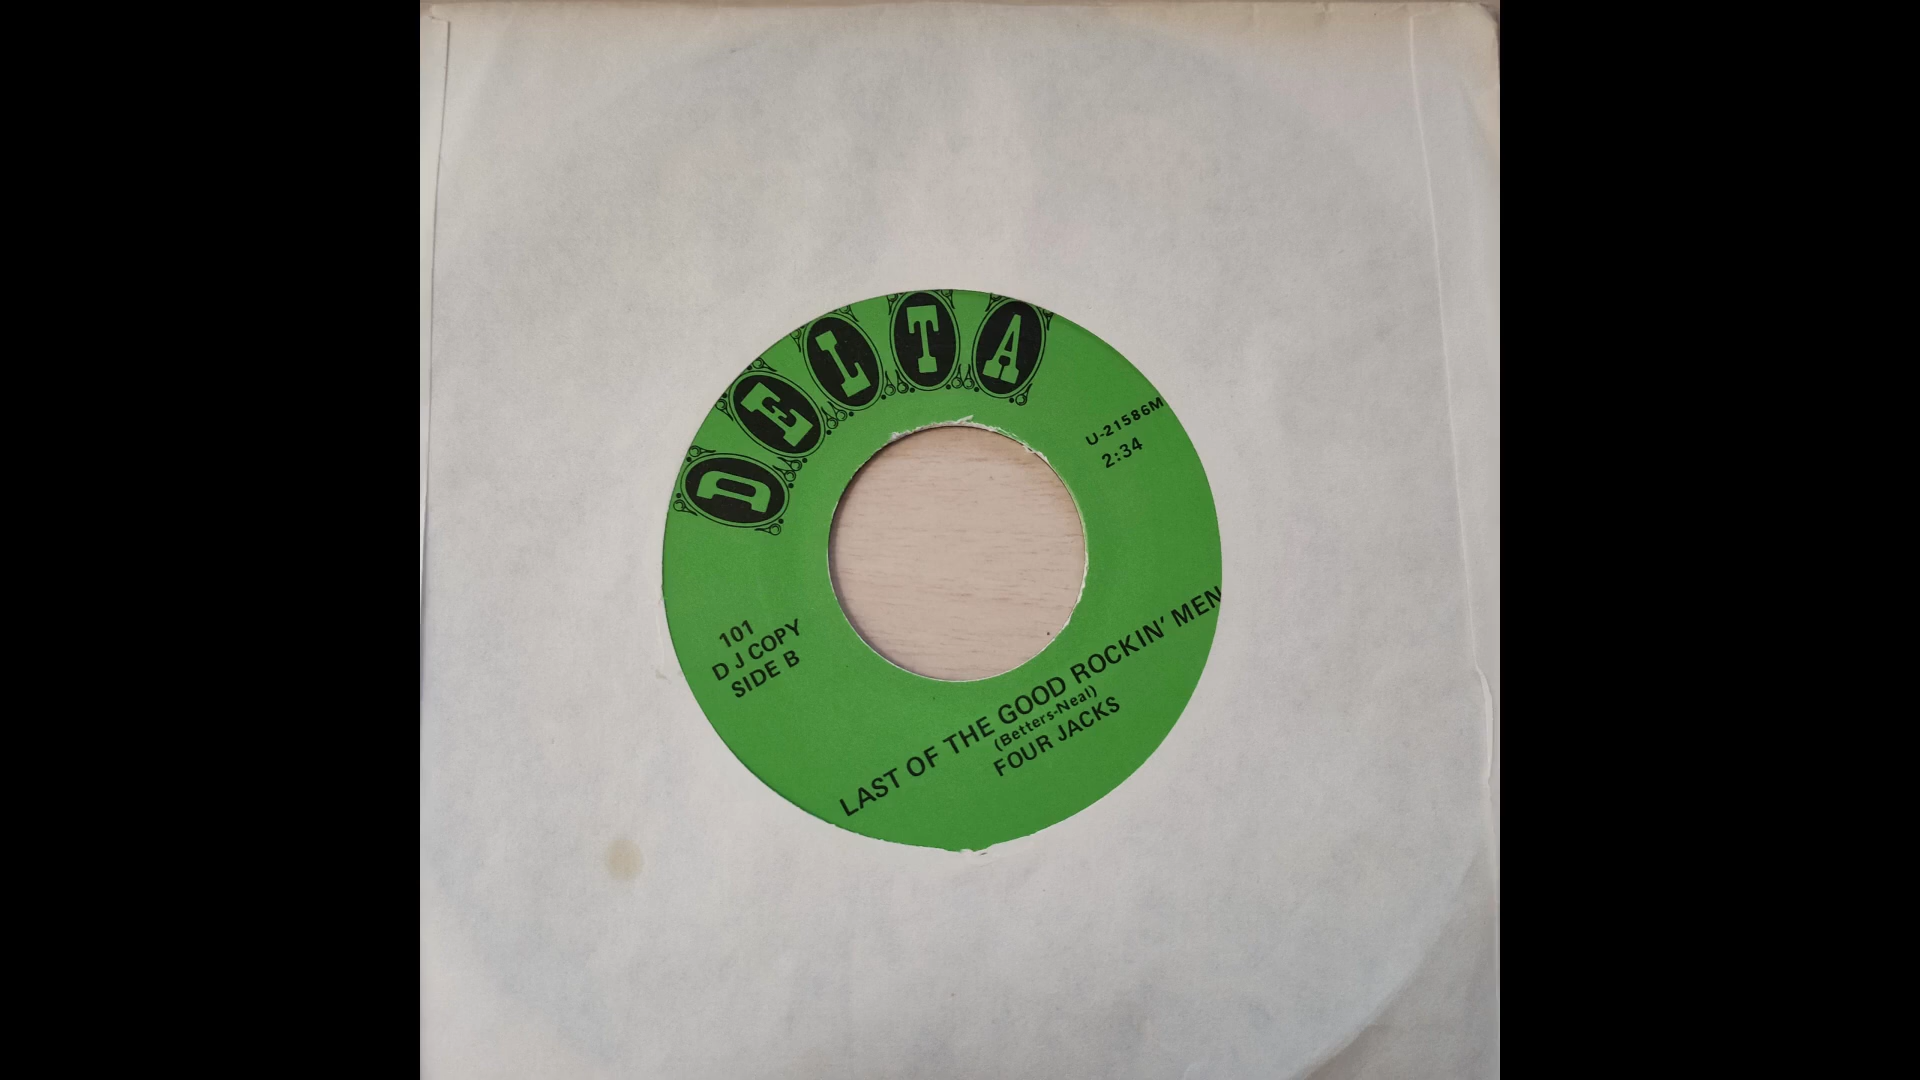 DELTA
U-21586M
2:34
101
D J COPY
SIDE B
LAST OF THE GOOD ROCKIN' MEN
(Betters-Neal)
FOUR JACKS